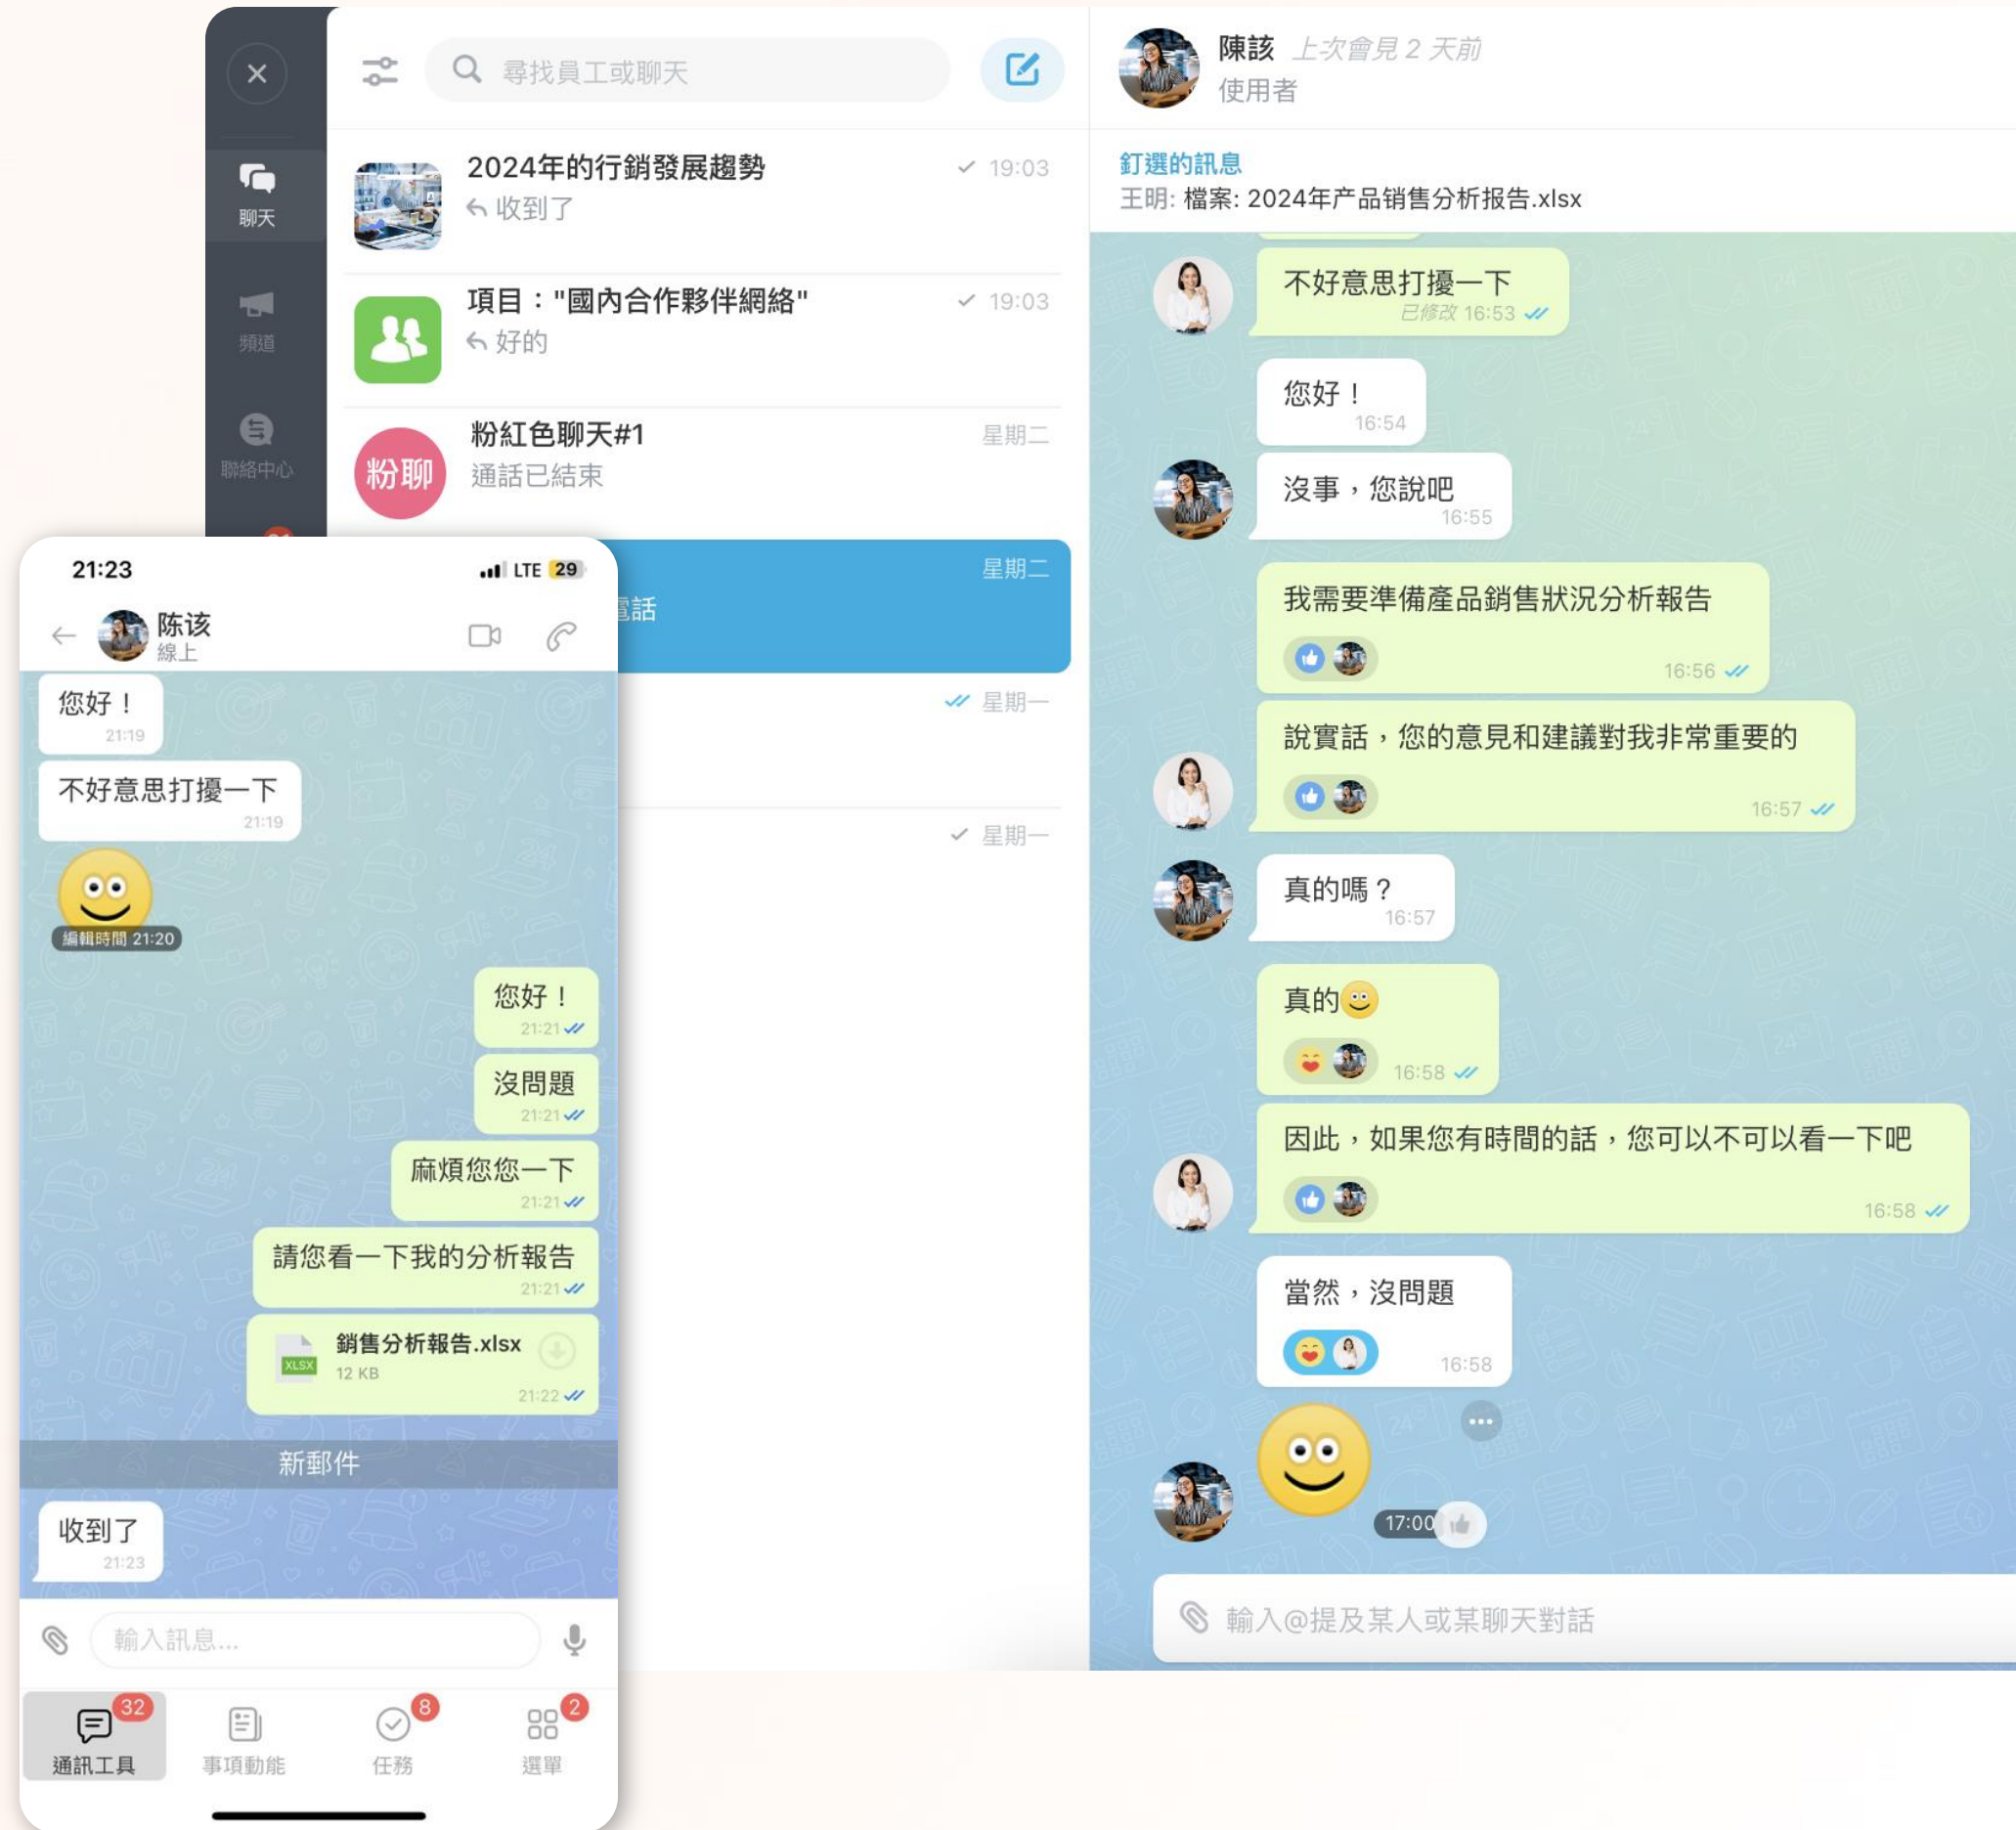 尋找員工或聊天
聊天
頻道
聯絡中心
2024年的行銷發展趨勢
19:03
收到了
項目："國內合作夥伴網絡"
19:03
好的
粉聊
粉紅色聊天#1
星期二
通話已結束
星期二
電話
星期一
星期一
陳該 上次會見 2 天前
使用者
釘選的訊息
王明: 檔案: 2024年产品销售分析报告.xlsx
不好意思打擾一下
已修改 16:53
您好！
16:54
沒事，您說吧
16:55
我需要準備產品銷售狀況分析報告
16:56
說實話，您的意見和建議對我非常重要的
16:57
真的嗎？
16:57
真的
16:58
因此，如果您有時間的話，您可以不可以看一下吧
16:58
當然，沒問題
16:58
17:00
輸入@提及某人或某聊天對話
21:23
LTE 29
陈该
線上
您好！
21:19
不好意思打擾一下
21:19
編輯時間 21:20
您好！
21:21
沒問題
21:21
麻煩您您一下
21:21
請您看一下我的分析報告
21:21
XLSX
銷售分析報告.xlsx
12 KB
21:22
新郵件
收到了
21:23
輸入訊息...
32
8
2
通訊工具
事項動能
任務
選單